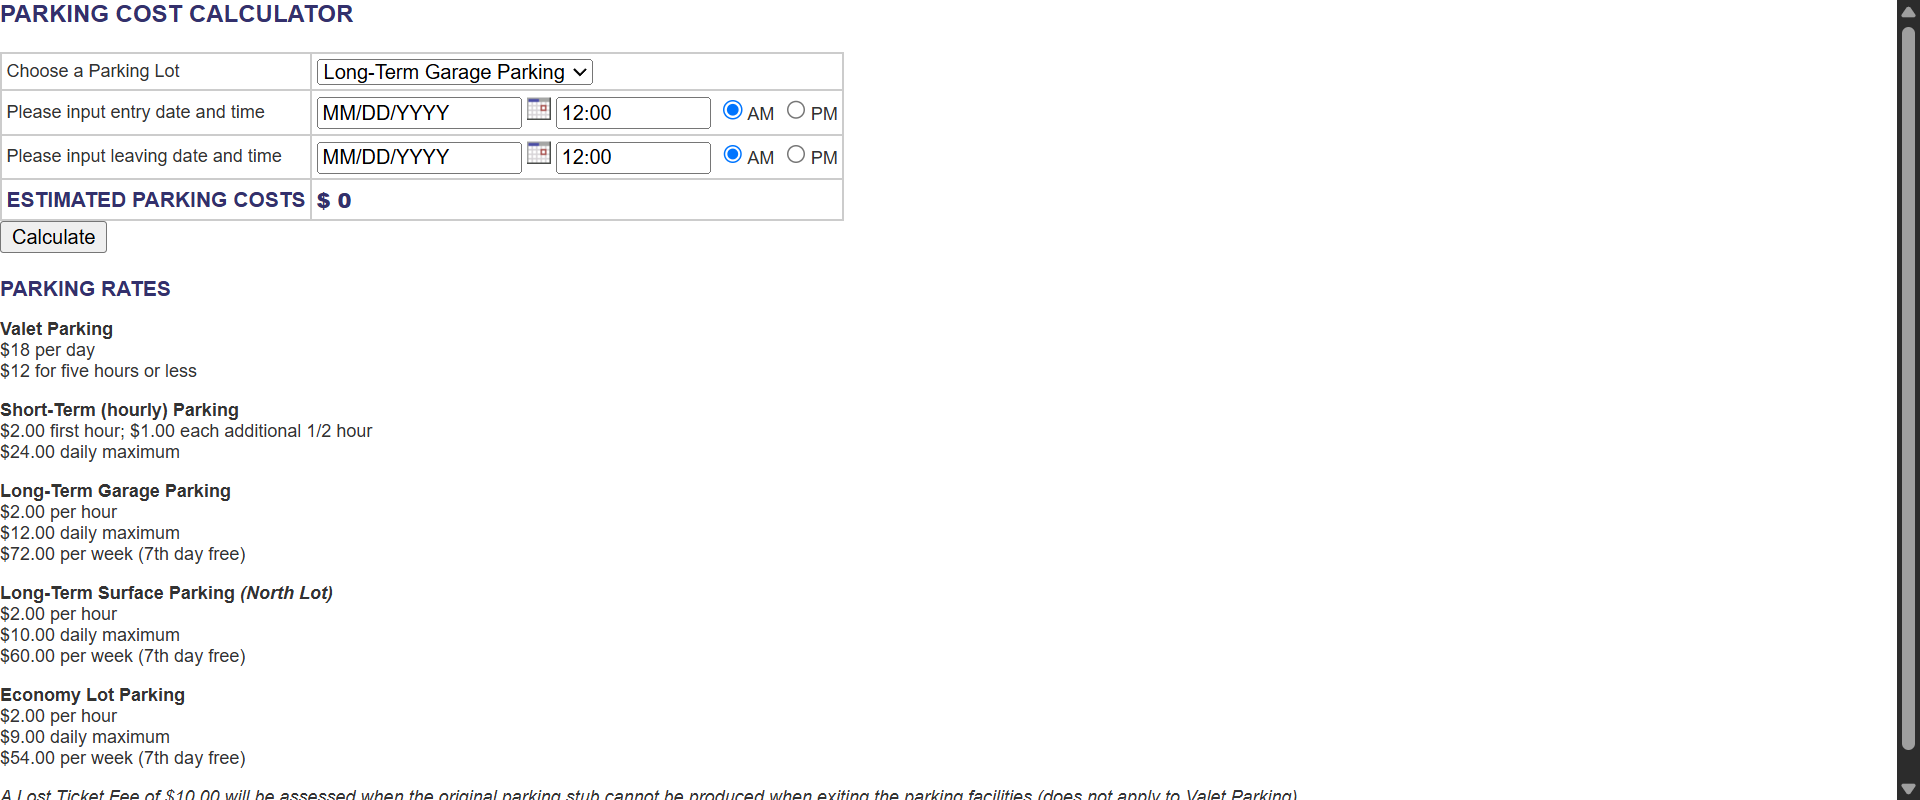 PARKING COST CALCULATOR
Choose a Parking Lot Long-Term Garage Parking
Please input entry date and time MM/DD/YYYY 12:00 AM PM
Please input leaving date and time MM/DD/YYYY 12:00 AM PM
ESTIMATED PARKING COSTS $ 0
Calculate
PARKING RATES
Valet Parking
$18 per day
$12 for five hours or less
Short-Term (hourly) Parking
$2.00 first hour; $1.00 each additional 1/2 hour
$24.00 daily maximum
Long-Term Garage Parking
$2.00 per hour
$12.00 daily maximum
$72.00 per week (7th day free)
Long-Term Surface Parking (North Lot)
$2.00 per hour
$10.00 daily maximum
$60.00 per week (7th day free)
Economy Lot Parking
$2.00 per hour
$9.00 daily maximum
$54.00 per week (7th day free)
A Lost Ticket Fee of $10.00 will be assessed when the original parking stub cannot be produced when exiting the parking facilities (does not apply to Valet Parking)